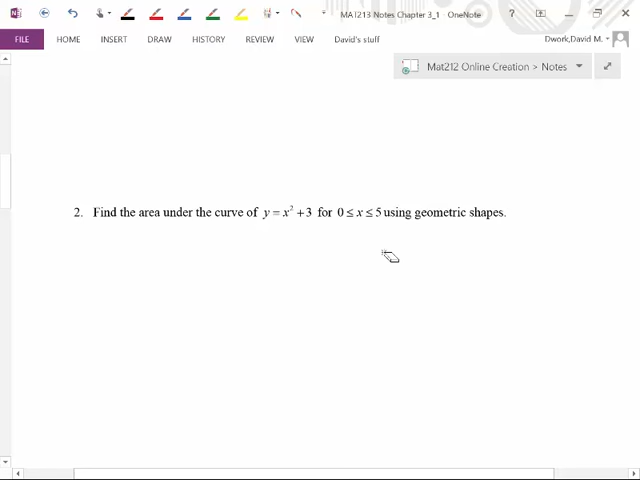 MAT213 Notes Chapter 3_1 - OneNote
FILE HOME INSERT DRAW HISTORY REVIEW VIEW David's stuff Dwork,David M.
Mat212 Online Creation > Notes
2. Find the area under the curve of y = x² + 3 for 0 ≤ x ≤ 5 using geometric shapes.